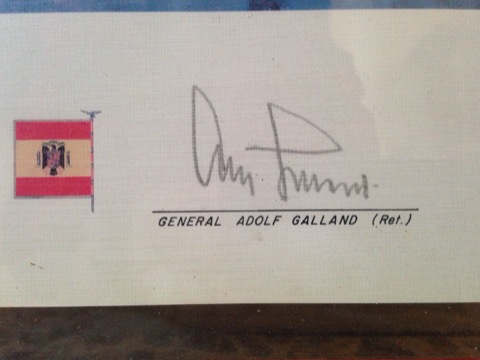 GENERAL ADOLF GALLAND (Ret.)